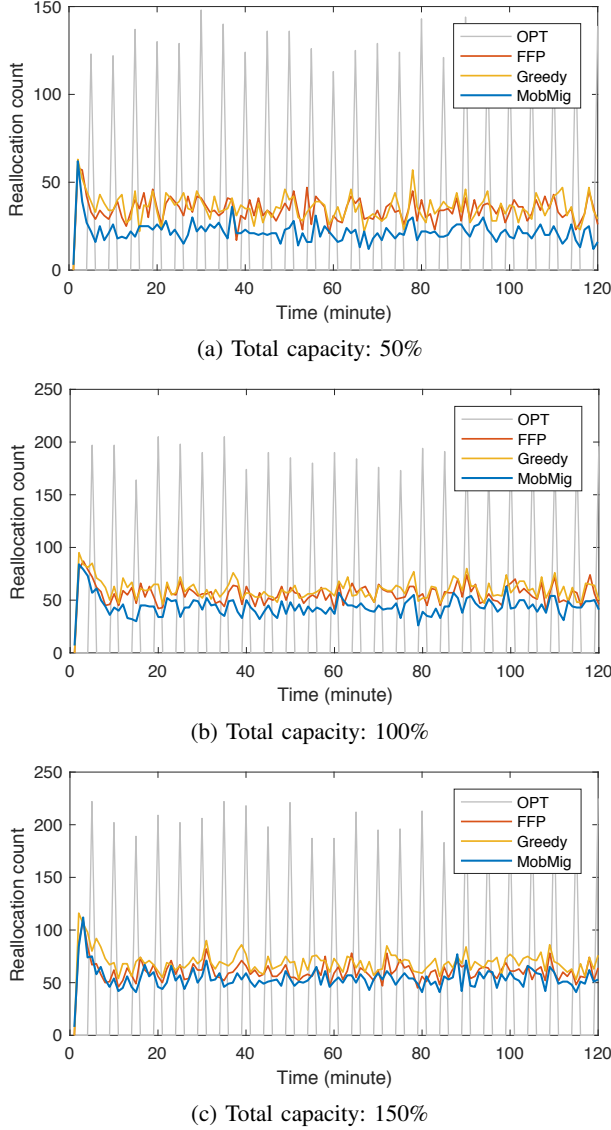 150
100
50
0
Reallocation count
OPT
FFP
Greedy
MobMig
0 20 40 60 80 100 120
Time (minute)
(a) Total capacity: 50%
250
200
150
100
50
0
Reallocation count
OPT
FFP
Greedy
MobMig
0 20 40 60 80 100 120
Time (minute)
(b) Total capacity: 100%
250
200
150
100
50
0
Reallocation count
OPT
FFP
Greedy
MobMig
0 20 40 60 80 100 120
Time (minute)
(c) Total capacity: 150%